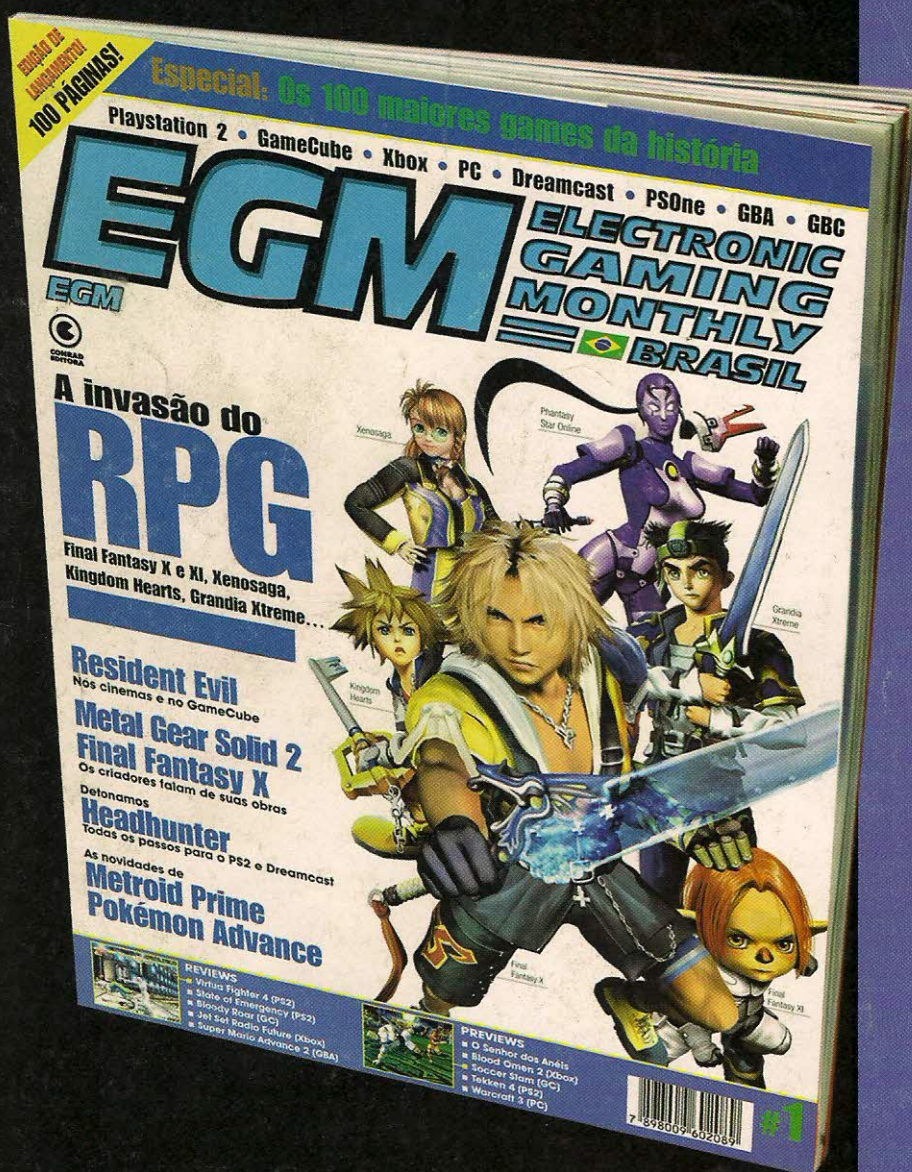 EDIÇÃO DE
LANÇAMENTO!
100 PÁGINAS!
Especial: Os 100 maiores games da história
Playstation 2 • GameCube • Xbox • PC • Dreamcast • PSOne • GBA • GBC
EGM
ELECTRONIC
GAMING
MONTHLY
BRASIL
EGM
CONRAD
EDITORA
A invasão do
RPG
Final Fantasy X e XI, Xenosaga,
Kingdom Hearts, Grandia Xtreme...
Xenosaga
Phantasy
Star Online
Grandia
Xtreme
Kingdom
Hearts
Resident Evil
Nos cinemas e no GameCube
Metal Gear Solid 2
Final Fantasy X
Os criadores falam de suas obras
Detonamos
Headhunter
Todas os passos para o PS2 e Dreamcast
As novidades de
Metroid Prime
Pokémon Advance
Final
Fantasy X
Final
Fantasy XI
REVIEWS
Virtua Fighter 4 (PS2)
State of Emergency (PS2)
Bloody Roar (GC)
Jet Set Radio Future (Xbox)
Super Mario Advance 2 (GBA)
PREVIEWS
O Senhor dos Anéis
Blood Omen 2 (Xbox)
Soccer Slam (GC)
Tekken 4 (PS2)
Warcraft 3 (PC)
7 898009 602089
#1